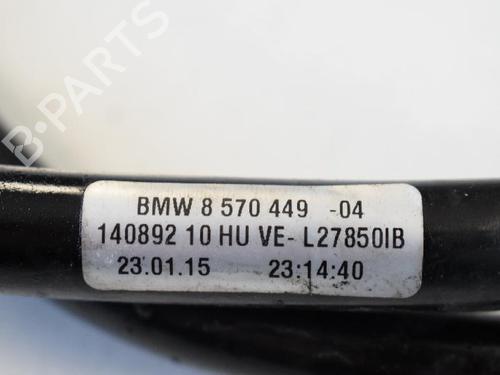 B-PARTS
BMW 8 570 449 -04
140892 10 HU VE- L27850IB
23.01.15 23:14:40